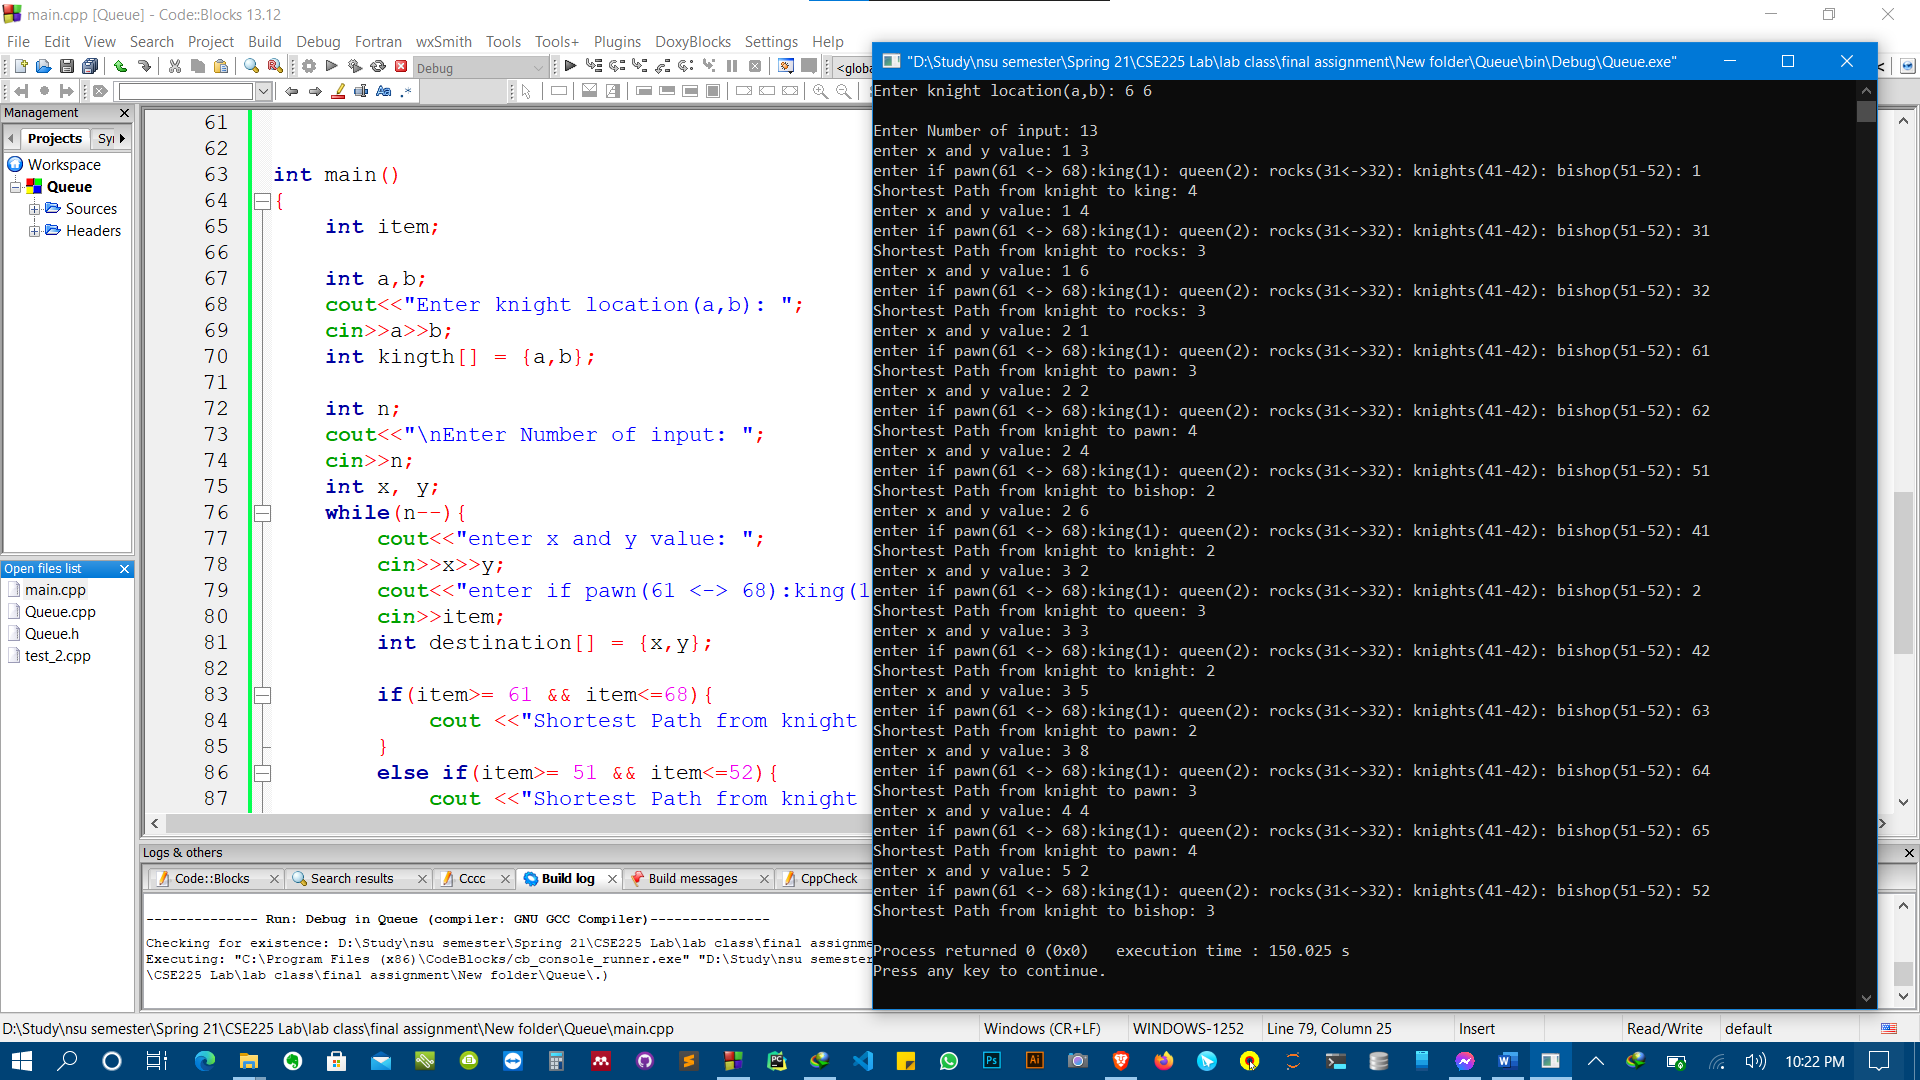 main.cpp [Queue] - Code::Blocks 13.12
File Edit View Search Project Build Debug Fortran wxSmith Tools Tools+ Plugins DoxyBlocks Settings Help
Debug
<globa
Management
Projects Sy
Workspace
Queue
Sources
Headers
Open files list
main.cpp
Queue.cpp
Queue.h
test_2.cpp
61
62
63 int main()
64 {
65 int item;
66
67 int a,b;
68 cout<<"Enter knight location(a,b): ";
69 cin>>a>>b;
70 int kingth[] = {a,b};
71
72 int n;
73 cout<<"\nEnter Number of input: ";
74 cin>>n;
75 int x, y;
76 while(n--){
77 cout<<"enter x and y value: ";
78 cin>>x>>y;
79 cout<<"enter if pawn(61 <-> 68):king(1
80 cin>>item;
81 int destination[] = {x,y};
82
83 if(item>= 61 && item<=68){
84 cout <<"Shortest Path from knight
85 }
86 else if(item>= 51 && item<=52){
87 cout <<"Shortest Path from knight
"D:\Study\nsu semester\Spring 21\CSE225 Lab\lab class\final assignment\New folder\Queue\bin\Debug\Queue.exe"
Enter knight location(a,b): 6 6
Enter Number of input: 13
enter x and y value: 1 3
enter if pawn(61 <-> 68):king(1): queen(2): rocks(31<->32): knights(41-42): bishop(51-52): 1
Shortest Path from knight to king: 4
enter x and y value: 1 4
enter if pawn(61 <-> 68):king(1): queen(2): rocks(31<->32): knights(41-42): bishop(51-52): 31
Shortest Path from knight to rocks: 3
enter x and y value: 1 6
enter if pawn(61 <-> 68):king(1): queen(2): rocks(31<->32): knights(41-42): bishop(51-52): 32
Shortest Path from knight to rocks: 3
enter x and y value: 2 1
enter if pawn(61 <-> 68):king(1): queen(2): rocks(31<->32): knights(41-42): bishop(51-52): 61
Shortest Path from knight to pawn: 3
enter x and y value: 2 2
enter if pawn(61 <-> 68):king(1): queen(2): rocks(31<->32): knights(41-42): bishop(51-52): 62
Shortest Path from knight to pawn: 4
enter x and y value: 2 4
enter if pawn(61 <-> 68):king(1): queen(2): rocks(31<->32): knights(41-42): bishop(51-52): 51
Shortest Path from knight to bishop: 2
enter x and y value: 2 6
enter if pawn(61 <-> 68):king(1): queen(2): rocks(31<->32): knights(41-42): bishop(51-52): 41
Shortest Path from knight to knight: 2
enter x and y value: 3 2
enter if pawn(61 <-> 68):king(1): queen(2): rocks(31<->32): knights(41-42): bishop(51-52): 2
Shortest Path from knight to queen: 3
enter x and y value: 3 3
enter if pawn(61 <-> 68):king(1): queen(2): rocks(31<->32): knights(41-42): bishop(51-52): 42
Shortest Path from knight to knight: 2
enter x and y value: 3 5
enter if pawn(61 <-> 68):king(1): queen(2): rocks(31<->32): knights(41-42): bishop(51-52): 63
Shortest Path from knight to pawn: 2
enter x and y value: 3 8
enter if pawn(61 <-> 68):king(1): queen(2): rocks(31<->32): knights(41-42): bishop(51-52): 64
Shortest Path from knight to pawn: 3
enter x and y value: 4 4
enter if pawn(61 <-> 68):king(1): queen(2): rocks(31<->32): knights(41-42): bishop(51-52): 65
Shortest Path from knight to pawn: 4
enter x and y value: 5 2
enter if pawn(61 <-> 68):king(1): queen(2): rocks(31<->32): knights(41-42): bishop(51-52): 52
Shortest Path from knight to bishop: 3
Process returned 0 (0x0) execution time : 150.025 s
Press any key to continue.
Logs & others
Code::Blocks Search results Cccc Build log Build messages CppCheck
-------------- Run: Debug in Queue (compiler: GNU GCC Compiler)---------------
Checking for existence: D:\Study\nsu semester\Spring 21\CSE225 Lab\lab class\final assignme
Executing: "C:\Program Files (x86)\CodeBlocks/cb_console_runner.exe" "D:\Study\nsu semester
\CSE225 Lab\lab class\final assignment\New folder\Queue\.)
D:\Study\nsu semester\Spring 21\CSE225 Lab\lab class\final assignment\New folder\Queue\main.cpp Windows (CR+LF) WINDOWS-1252 Line 79, Column 25 Insert Read/Write default
10:22 PM